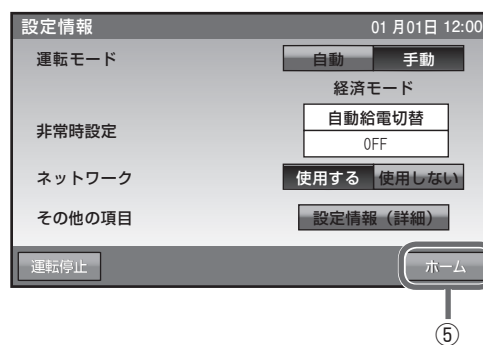 設定情報 01月01日 12:00
運転モード 自動 手動
経済モード
非常時設定 自動給電切替
OFF
ネットワーク 使用する 使用しない
その他の項目 設定情報（詳細）
運転停止 ホーム
⑤